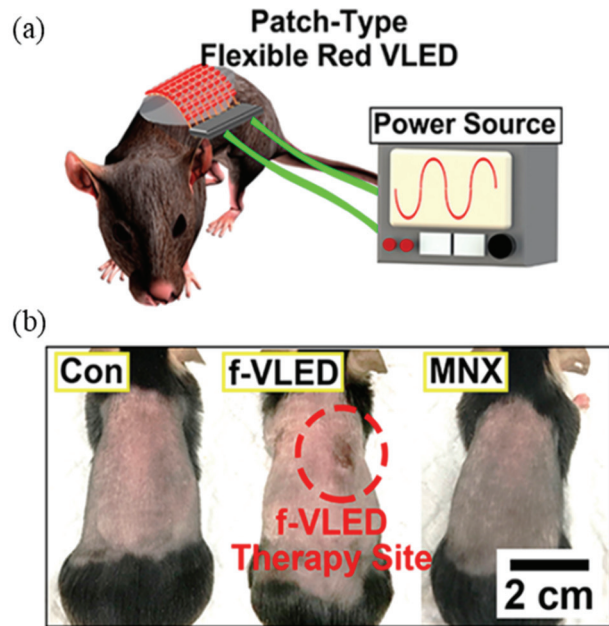 (a)
Patch-Type
Flexible Red VLED
Power Source
(b)
Con
f-VLED
MNX
f-VLED
Therapy Site
2 cm